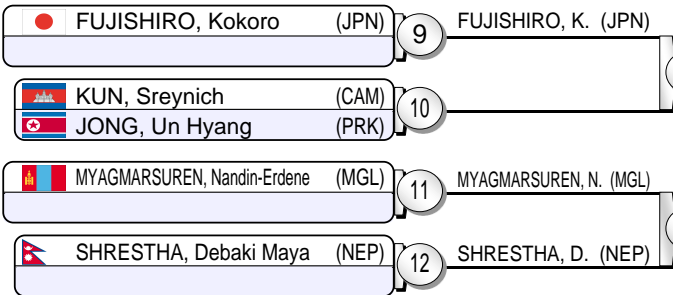 FUJISHIRO, Kokoro (JPN) 9 FUJISHIRO, K. (JPN)
KUN, Sreynich (CAM) 10
JONG, Un Hyang (PRK)
MYAGMARSUREN, Nandin-Erdene (MGL) 11 MYAGMARSUREN, N. (MGL)
SHRESTHA, Debaki Maya (NEP) 12 SHRESTHA, D. (NEP)